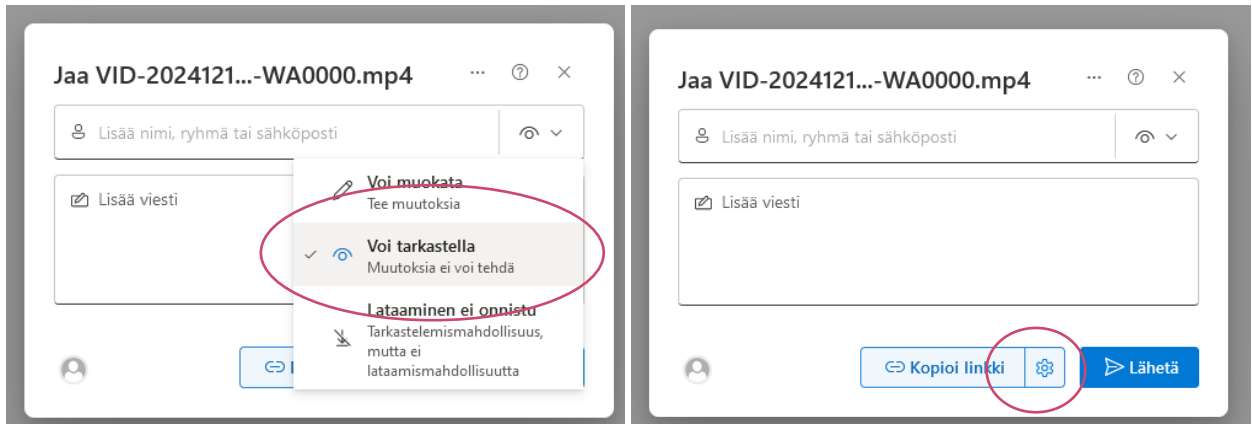 Jaa VID-2024121...-WA0000.mp4
Lisää nimi, ryhmä tai sähköposti
Lisää viesti
Voi muokata
Tee muutoksia
Voi tarkastella
Muutoksia ei voi tehdä
Lataaminen ei onnistu
Tarkastelemismahdollisuus,
mutta ei
lataamismahdollisuutta
Jaa VID-2024121...-WA0000.mp4
Lisää nimi, ryhmä tai sähköposti
Lisää viesti
Kopioi linkki
Lähetä